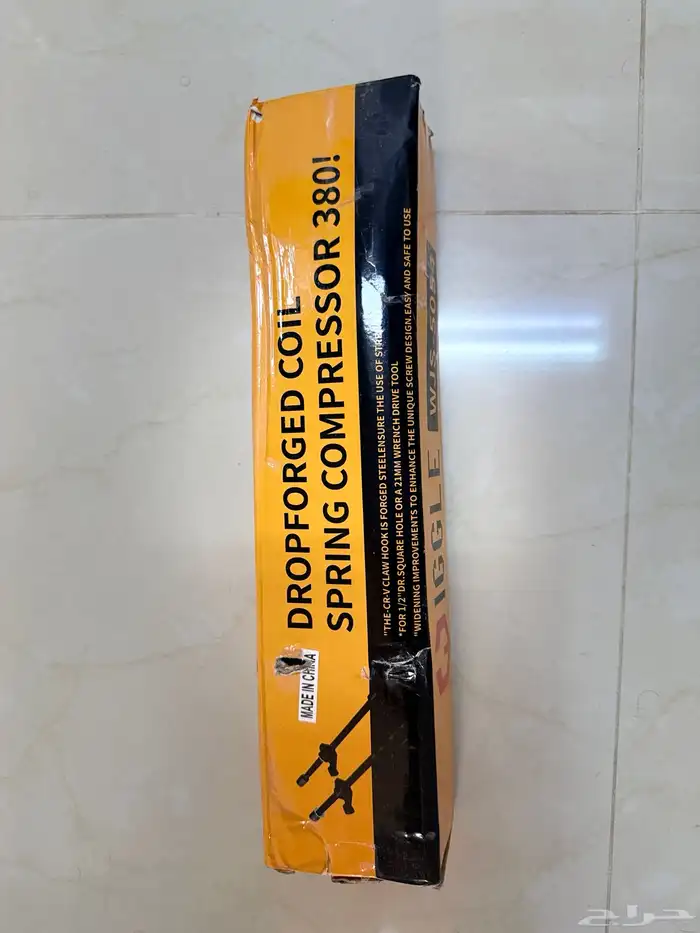 DROPFORGED COIL
SPRING COMPRESSOR 380!
"THE-CR-V CLAW HOOK IS FORGED STEELENSURE THE USE OF
*FOR 1/2"DR.SQUARE HOLE OR A 21MM WRENCH DRIVE TOOL
"WIDENING IMPROVEMENTS TO ENHANCE THE UNIQUE SCREW DESIGN.EASY AND SAFE TO USE
MADE IN CHINA
حراج